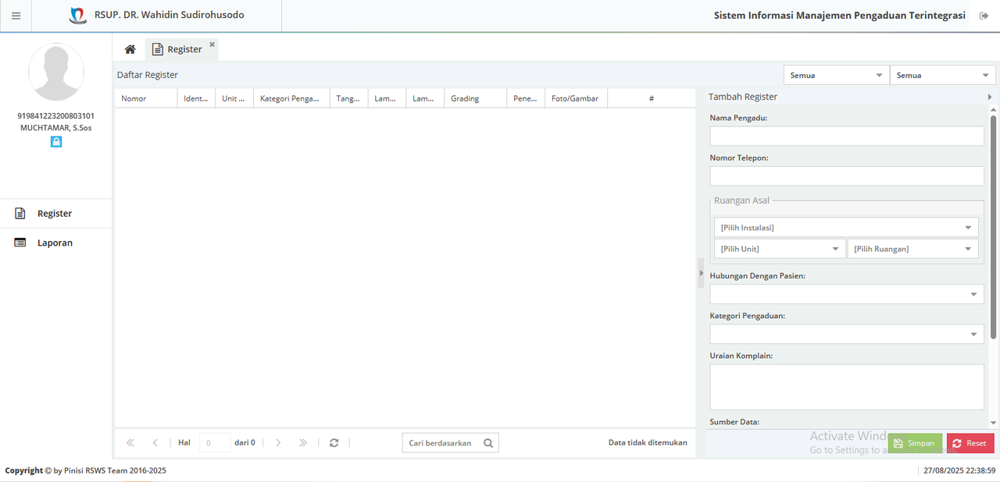 RSUP. DR. Wahidin Sudirohusodo
Sistem Informasi Manajemen Pengaduan Terintegrasi
919841223200803101
MUCHTAMAR, S.Sos
Register
Laporan
Register
Daftar Register
Semua
Semua
Nomor Ident... Unit ... Kategori Penga... Tang... Lam... Lam... Grading Pene... Foto/Gambar #
Tambah Register
Nama Pengadu:
Nomor Telepon:
Ruangan Asal
[Pilih Instalasi]
[Pilih Unit] [Pilih Ruangan]
Hubungan Dengan Pasien:
Kategori Pengaduan:
Uraian Komplain:
Sumber Data:
Hal 0 dari 0
Cari berdasarkan
Data tidak ditemukan
Activate Wind
Go to Settings to a
Simpan
Reset
Copyright © by Pinisi RSWS Team 2016-2025
27/08/2025 22:38:59